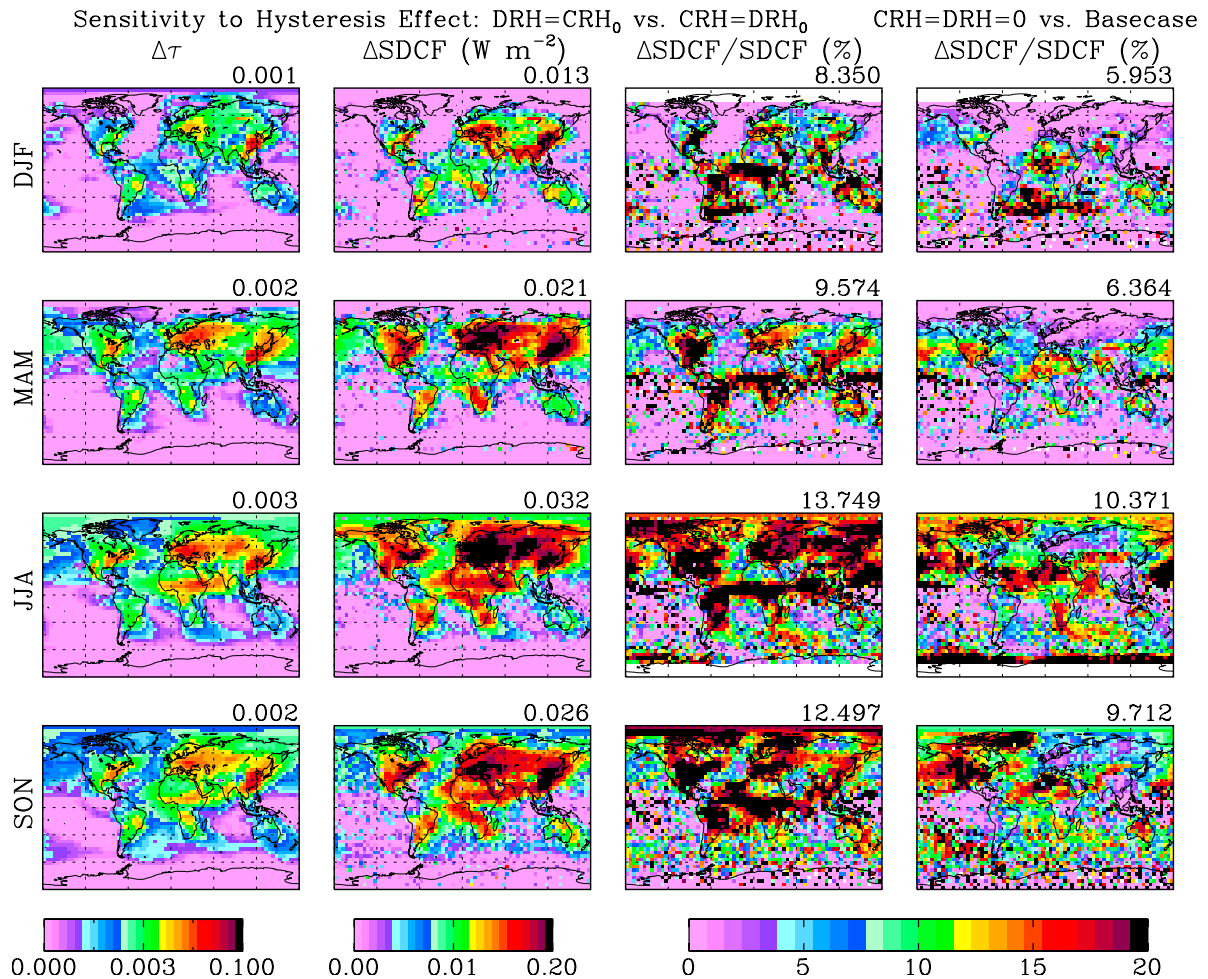 Sensitivity to Hysteresis Effect: DRH=CRH₀ vs. CRH=DRH₀ CRH=DRH=0 vs. Basecase
Δτ ΔSDCF (W m⁻²) ΔSDCF/SDCF (%) ΔSDCF/SDCF (%)
0.001 0.013 8.350 5.953
DJF
0.002 0.021 9.574 6.364
MAM
0.003 0.032 13.749 10.371
JJA
0.002 0.026 12.497 9.712
SON
0.000 0.003 0.100 0.00 0.01 0.20 0 5 10 15 20